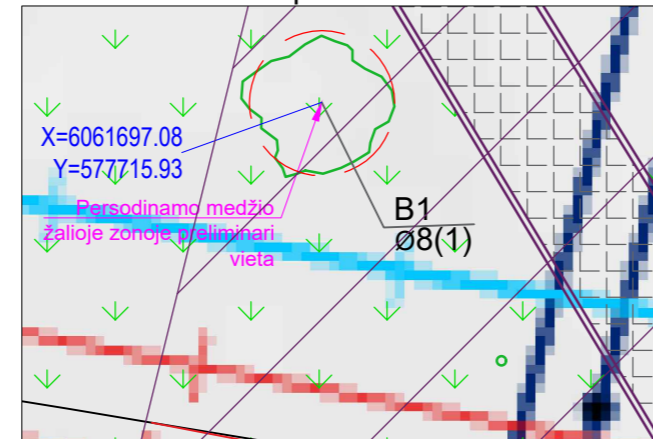 X=6061697.08
Y=577715.93
Persodinamo medžio
žalioje zonoje preliminari
vieta
B1
Ø8(1)